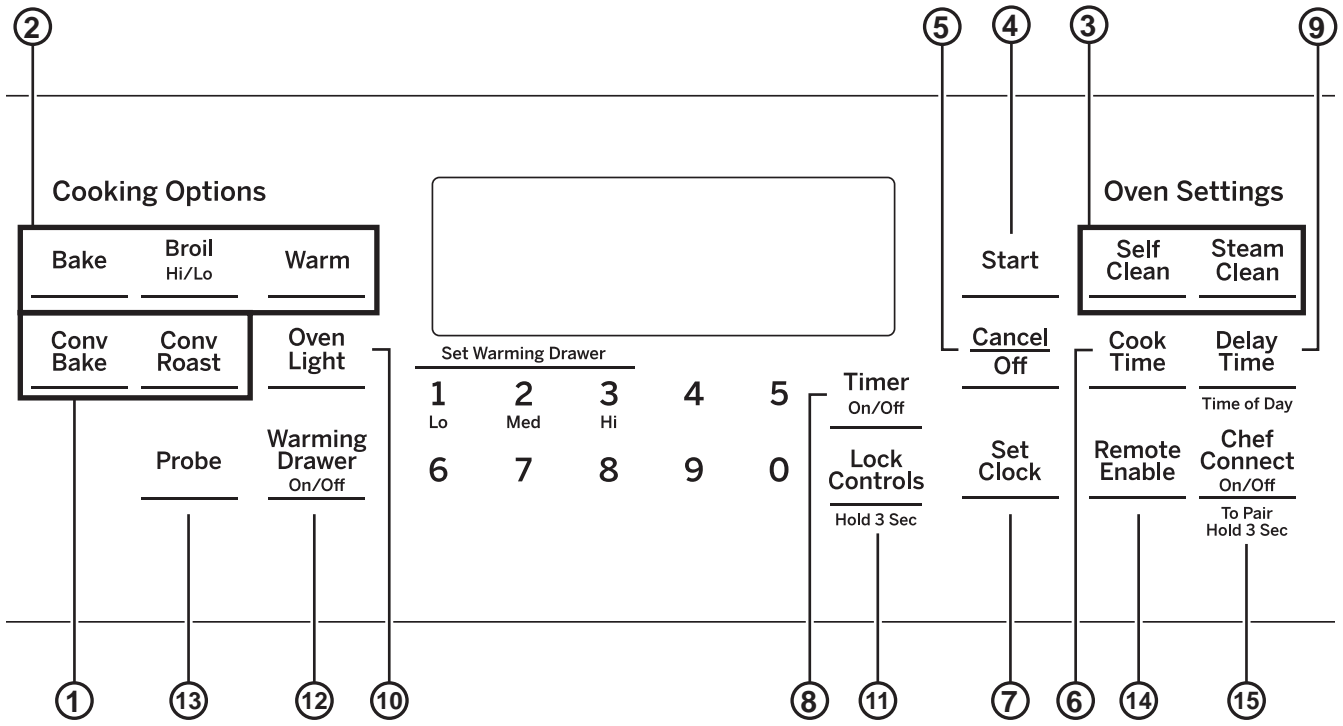 2
5
4
3
9
Cooking Options
Oven Settings
Bake
Broil
Hi/Lo
Warm
Start
Self
Clean
Steam
Clean
Conv
Bake
Conv
Roast
Oven
Light
Set Warming Drawer
1
Lo
2
Med
3
Hi
4
5
Timer
On/Off
Cancel
Off
Cook
Time
Delay
Time
Time of Day
Probe
Warming
Drawer
On/Off
6
7
8
9
0
Lock
Controls
Hold 3 Sec
Set
Clock
Remote
Enable
Chef
Connect
On/Off
To Pair
Hold 3 Sec
1
13
12
10
8
11
7
6
14
15